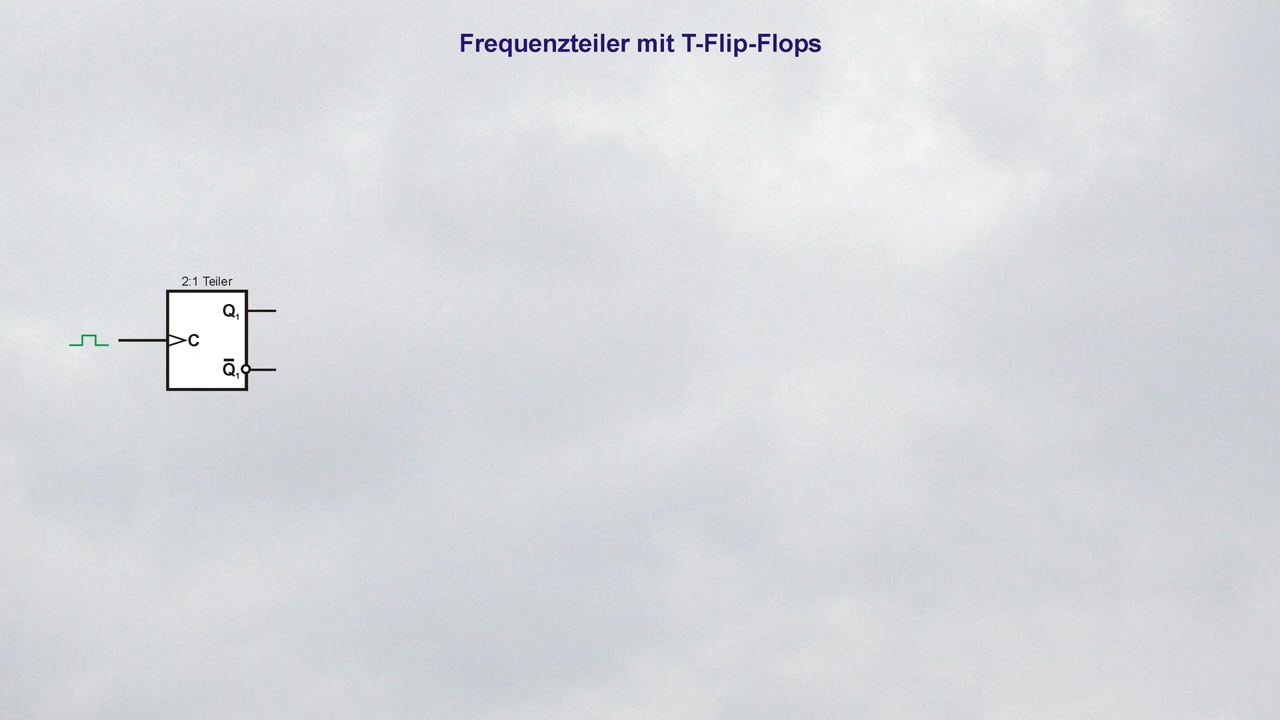 Frequenzteiler mit T-Flip-Flops
2:1 Teiler
Q₁
C
Q̅₁